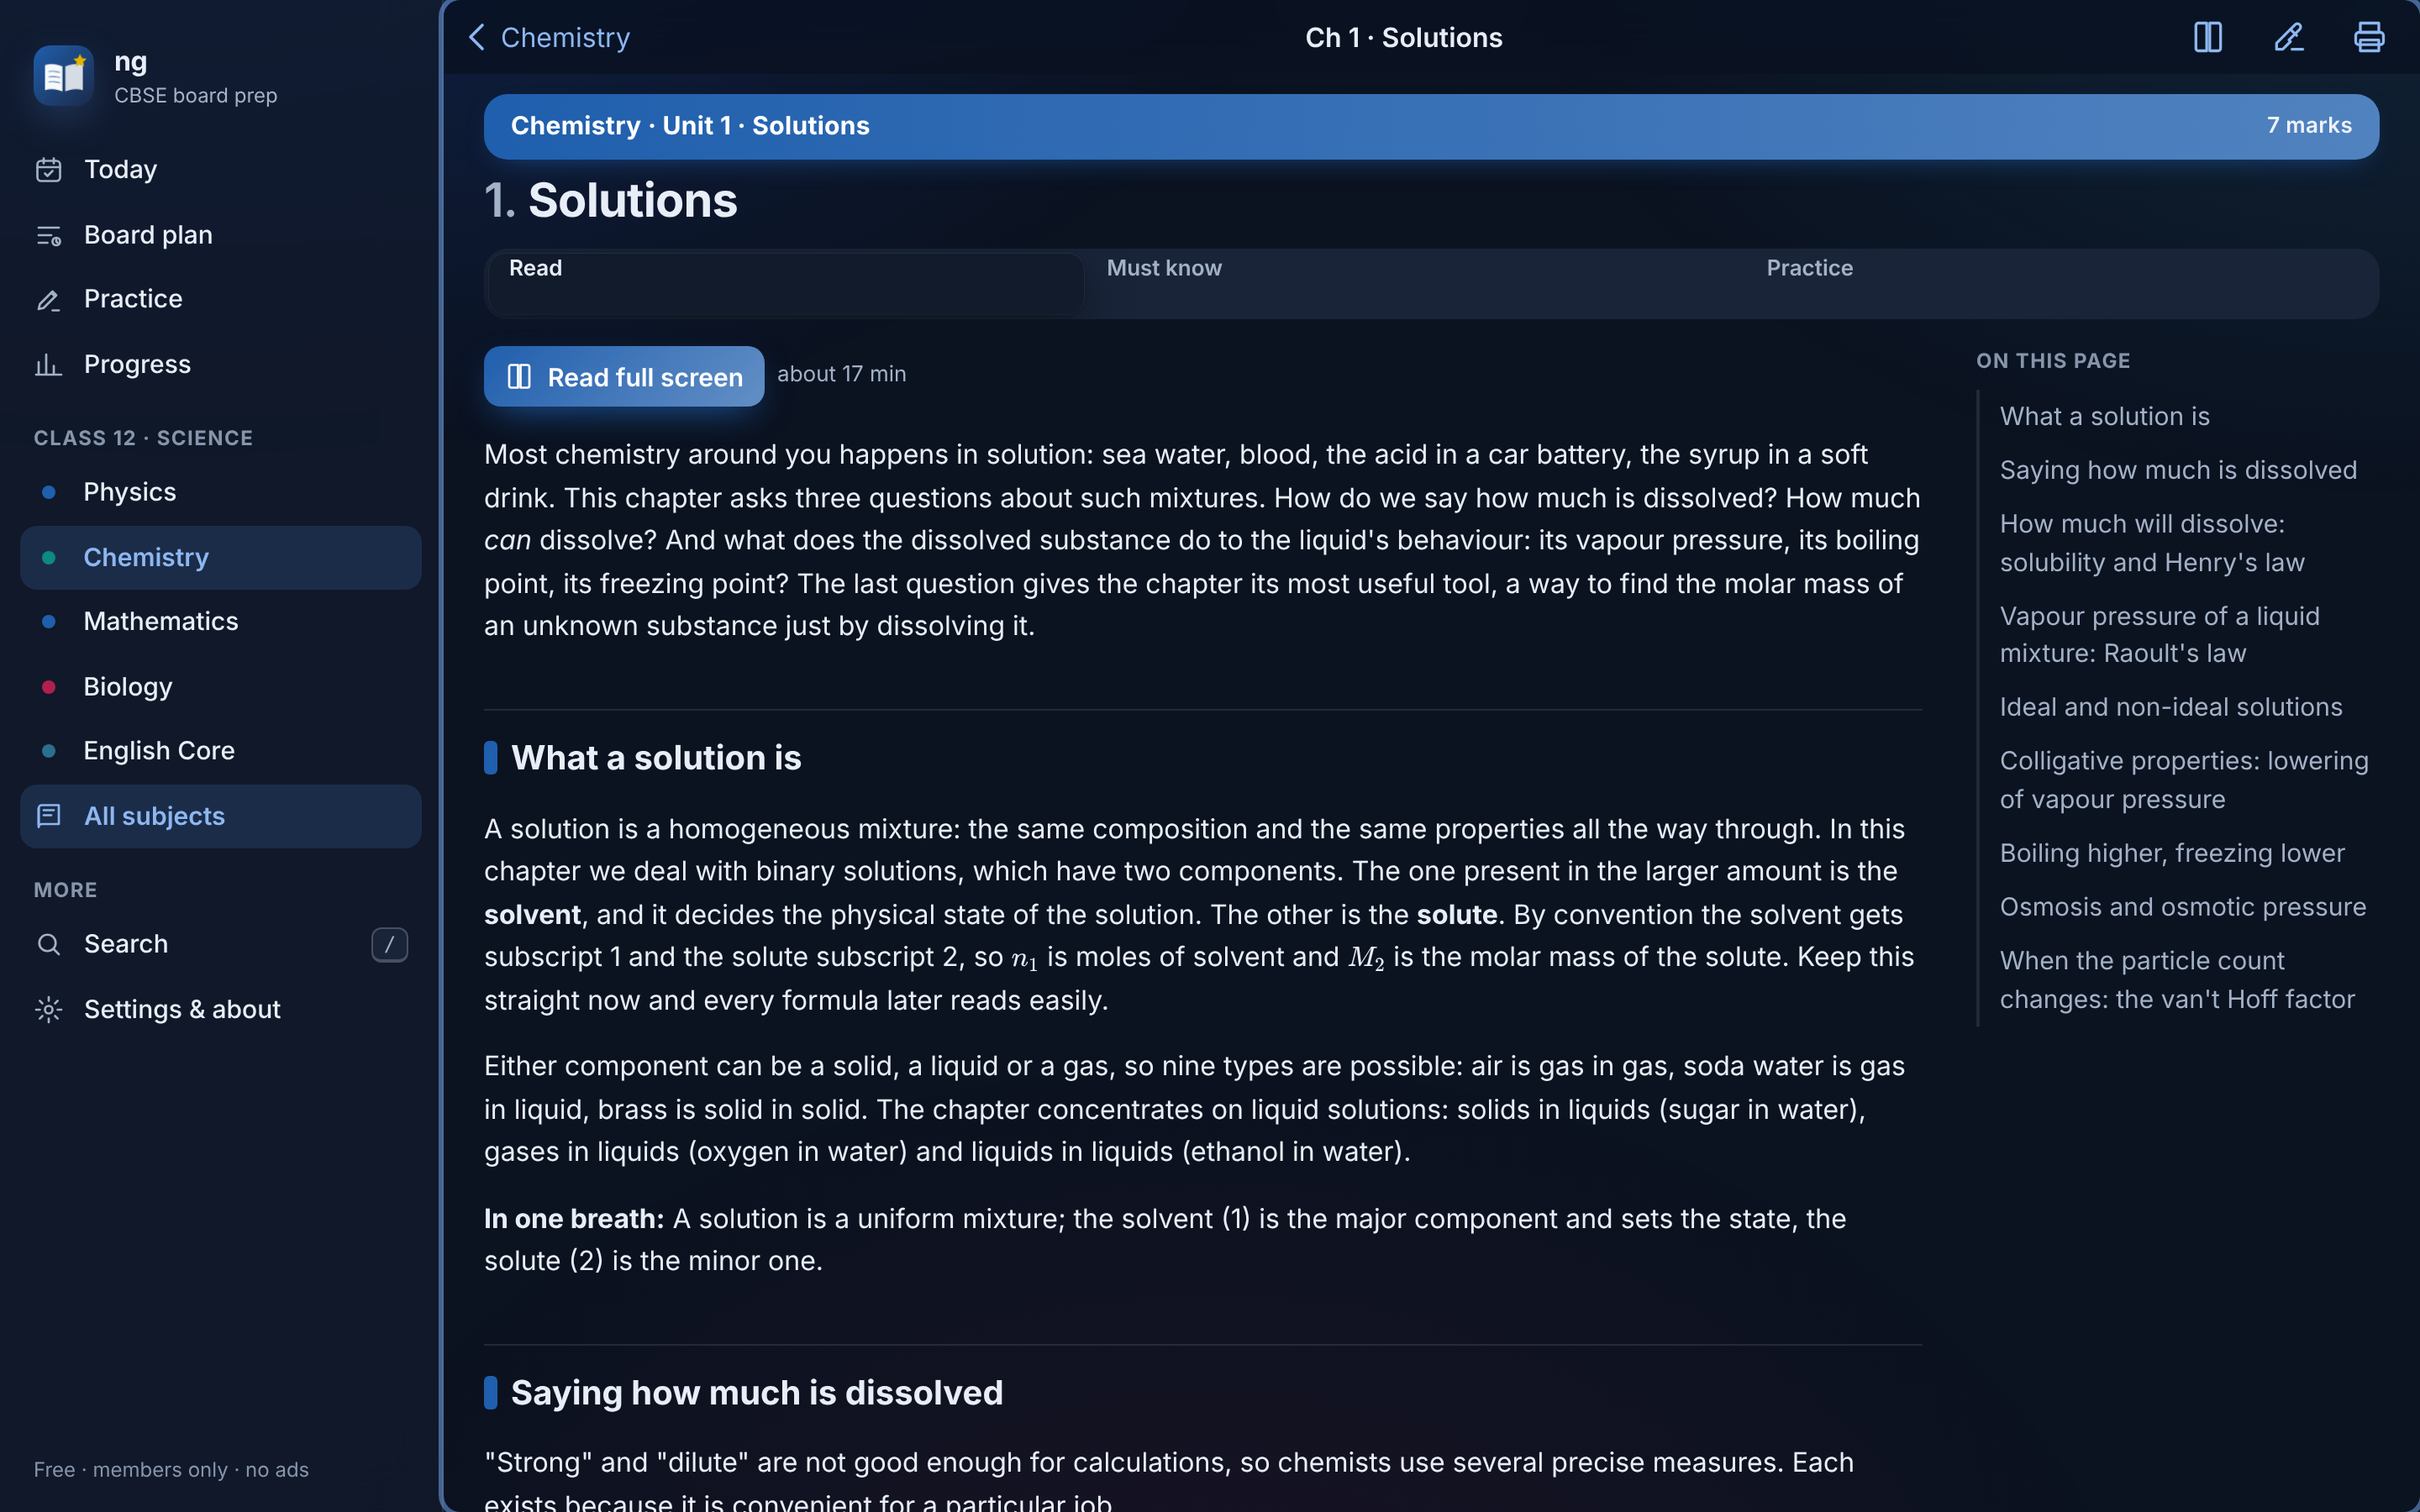 ng
CBSE board prep
Today
Board plan
Practice
Progress
CLASS 12 · SCIENCE
Physics
Chemistry
Mathematics
Biology
English Core
All subjects
MORE
Search /
Settings & about
Free · members only · no ads
Chemistry
Ch 1 · Solutions
Chemistry · Unit 1 · Solutions 7 marks
1. Solutions
Read Must know Practice
Read full screen about 17 min
Most chemistry around you happens in solution: sea water, blood, the acid in a car battery, the syrup in a soft
drink. This chapter asks three questions about such mixtures. How do we say how much is dissolved? How much
can dissolve? And what does the dissolved substance do to the liquid's behaviour: its vapour pressure, its boiling
point, its freezing point? The last question gives the chapter its most useful tool, a way to find the molar mass of
an unknown substance just by dissolving it.
What a solution is
A solution is a homogeneous mixture: the same composition and the same properties all the way through. In this
chapter we deal with binary solutions, which have two components. The one present in the larger amount is the
solvent, and it decides the physical state of the solution. The other is the solute. By convention the solvent gets
subscript 1 and the solute subscript 2, so n₁ is moles of solvent and M₂ is the molar mass of the solute. Keep this
straight now and every formula later reads easily.
Either component can be a solid, a liquid or a gas, so nine types are possible: air is gas in gas, soda water is gas
in liquid, brass is solid in solid. The chapter concentrates on liquid solutions: solids in liquids (sugar in water),
gases in liquids (oxygen in water) and liquids in liquids (ethanol in water).
In one breath: A solution is a uniform mixture; the solvent (1) is the major component and sets the state, the
solute (2) is the minor one.
Saying how much is dissolved
"Strong" and "dilute" are not good enough for calculations, so chemists use several precise measures. Each
exists because it is convenient for a particular job
ON THIS PAGE
What a solution is
Saying how much is dissolved
How much will dissolve:
solubility and Henry's law
Vapour pressure of a liquid
mixture: Raoult's law
Ideal and non-ideal solutions
Colligative properties: lowering
of vapour pressure
Boiling higher, freezing lower
Osmosis and osmotic pressure
When the particle count
changes: the van't Hoff factor